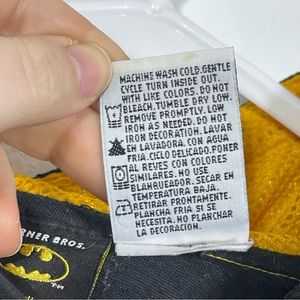 MACHINE WASH COLD.GENTLE
CYCLE TURN INSIDE OUT.
WITH LIKE COLORS. DO NOT
BLEACH.TUMBLE DRY LOW.
REMOVE PROMPTLY. LOW
IRON AS NEEDED. DO NOT
IRON DECORATION. LAVAR
EN LAVADORA, CON AGUA
FRIA. CICLO DELICADO.PONER
AL REVES CON COLORES
SIMILARES. NO USE
BLANQUEADOR. SECAR EN
TEMPERATURA BAJA.
RETIRAR PRONTAMENTE.
PLANCHA FRIA SI SE
NECESITA. NO PLANCHAR
LA DECORACION.
RNER BROS.